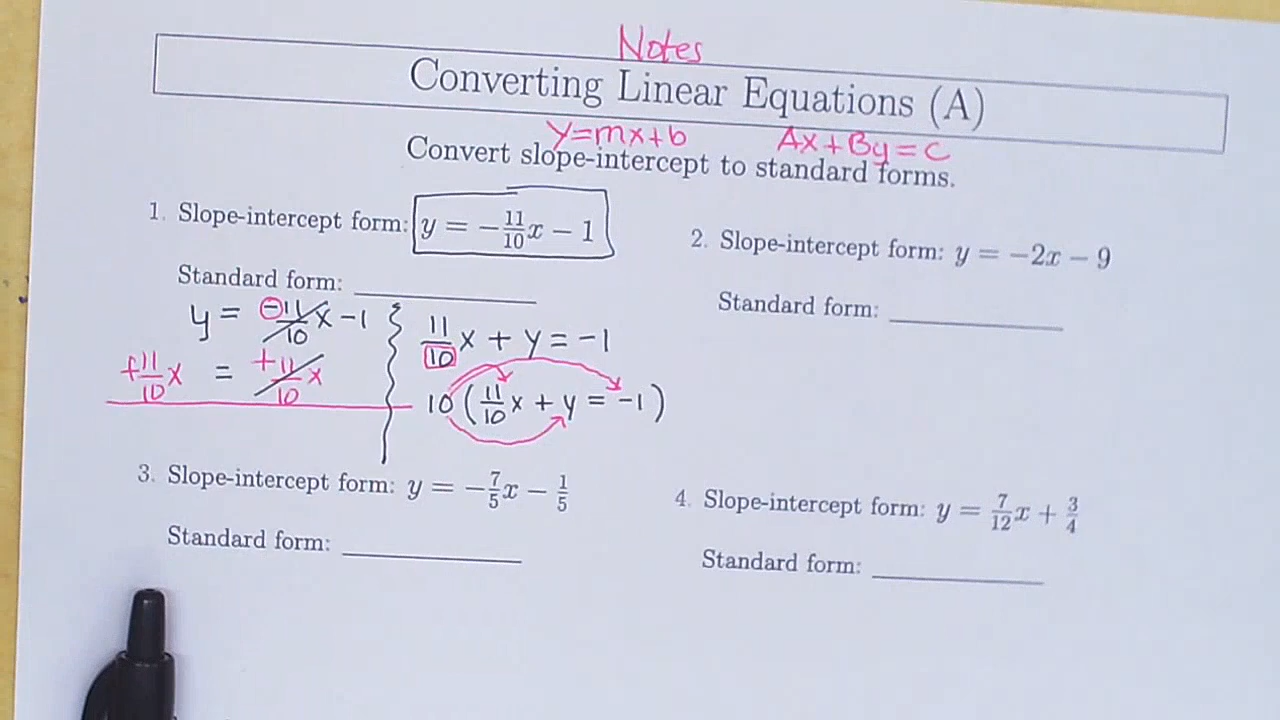 Notes
Converting Linear Equations (A)
y=mx+b Ax+By=C
Convert slope-intercept to standard forms.
1. Slope-intercept form: y = −11/10x − 1
Standard form:
y = −11/10x −1
+11/10x = +11/10x
11/10x + y = −1
10(11/10x + y = −1)
2. Slope-intercept form: y = −2x − 9
Standard form:
3. Slope-intercept form: y = −7/5x − 1/5
Standard form:
4. Slope-intercept form: y = 7/12x + 3/4
Standard form: